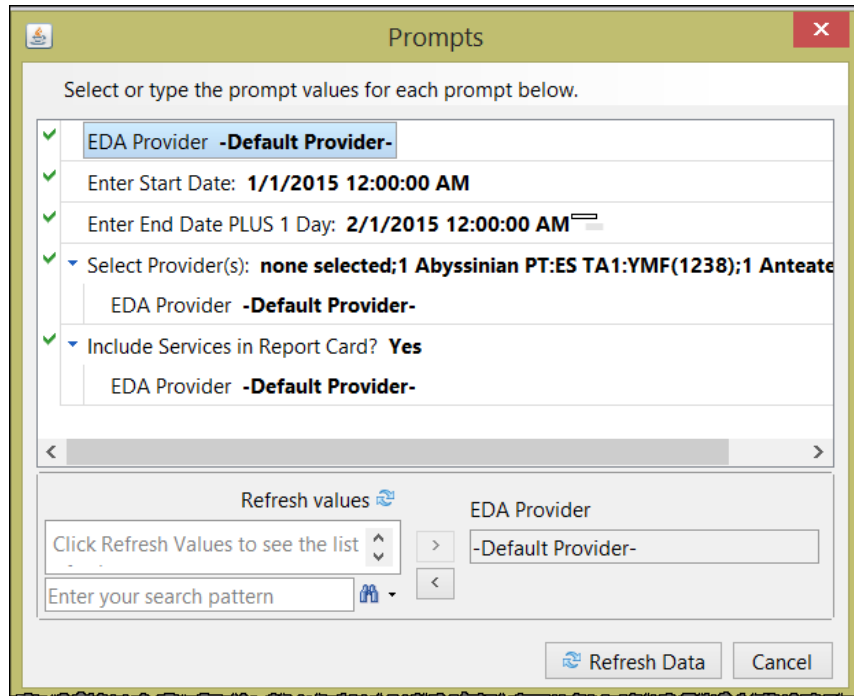 Prompts
Select or type the prompt values for each prompt below.
EDA Provider -Default Provider-
Enter Start Date: 1/1/2015 12:00:00 AM
Enter End Date PLUS 1 Day: 2/1/2015 12:00:00 AM
Select Provider(s): none selected;1 Abyssinian PT:ES TA1:YMF(1238);1 Anteate
EDA Provider -Default Provider-
Include Services in Report Card? Yes
EDA Provider -Default Provider-
Refresh values
EDA Provider
Click Refresh Values to see the list
-Default Provider-
Enter your search pattern
Refresh Data
Cancel